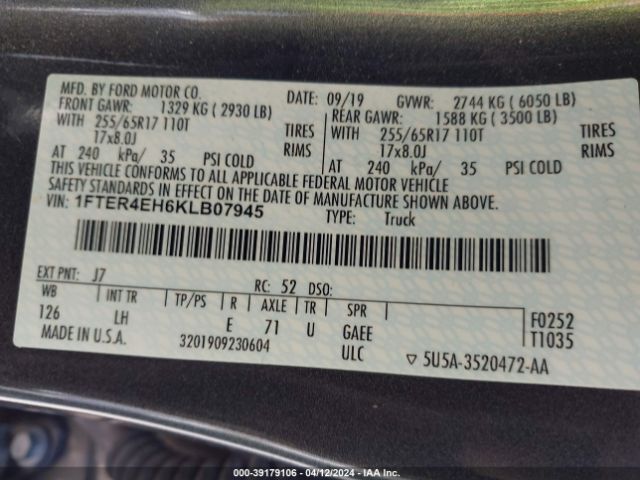 MFD. BY FORD MOTOR CO.
DATE: 09/19 GVWR: 2744 KG ( 6050 LB)
FRONT GAWR: 1329 KG ( 2930 LB)
REAR GAWR: 1588 KG ( 3500 LB)
WITH 255/65R17 110T TIRES
WITH 255/65R17 110T TIRES
17x8.0J RIMS
17x8.0J RIMS
AT 240 kPa/ 35 PSI COLD
AT 240 kPa/ 35 PSI COLD
THIS VEHICLE CONFORMS TO ALL APPLICABLE FEDERAL MOTOR VEHICLE
SAFETY STANDARDS IN EFFECT ON THE DATE OF MANUFACTURE SHOWN ABOVE.
VIN: 1FTER4EH6KLB07945
TYPE: Truck
EXT PNT: J7 RC: 52 DSO:
WB INT TR TP/PS R AXLE TR SPR
126 LH E 71 U GAEE F0252
ULC T1035
MADE IN U.S.A. 3201909230604
▽ 5U5A-3520472-AA
000-39179106 - 04/12/2024 - IAA Inc.